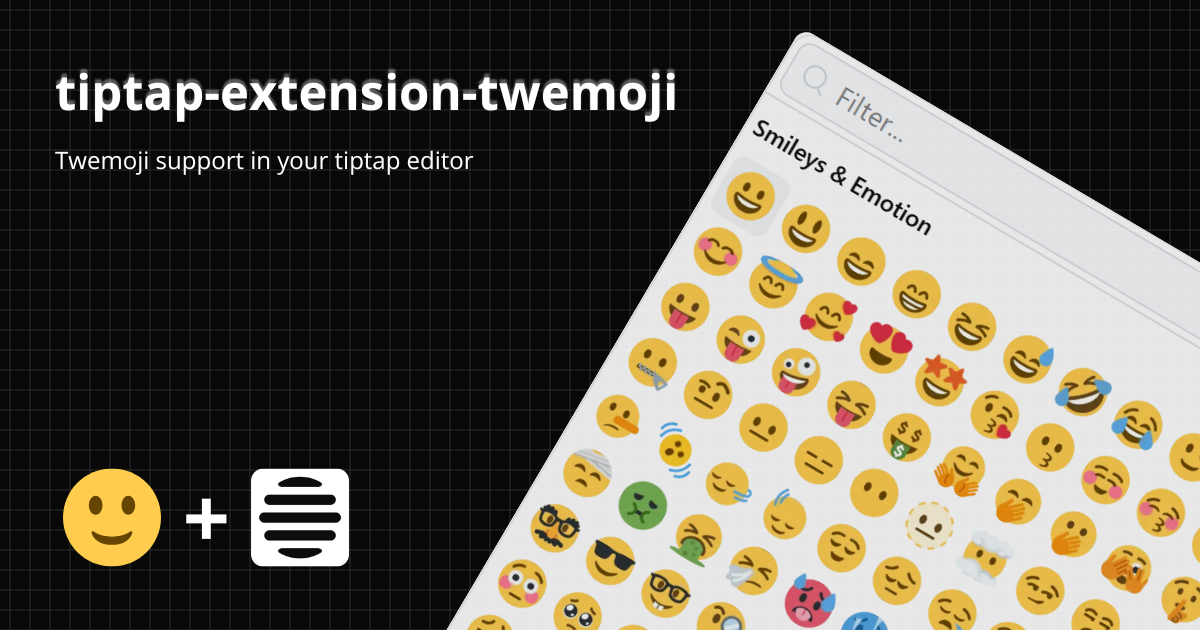 tiptap-extension-twemoji
Twemoji support in your tiptap editor
Filter...
Smileys & Emotion
+